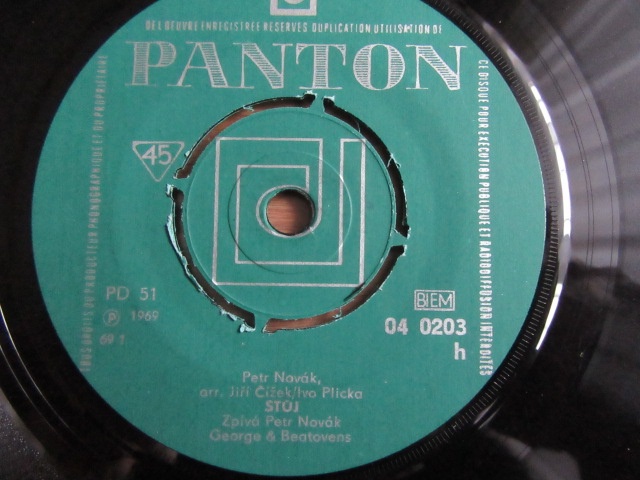 DE L OEUVRE ENREGISTRÉE RÉSERVÉS DUPLICATION UTILISATION DE
PANTON
TOUS DROITS DU PRODUCTEUR PHONOGRAPHIQUE ET DU PROPRIÉTAIRE
CE DISQUE POUR EXÉCUTION PUBLIQUE ET RADIODIFFUSION INTERDITES
45
PD 51
℗ 1969
69 1
BIEM
04 0203
h
Petr Novák,
arr. Jiří Čížek/Ivo Plicka
STŮJ
Zpívá Petr Novák
George & Beatovens